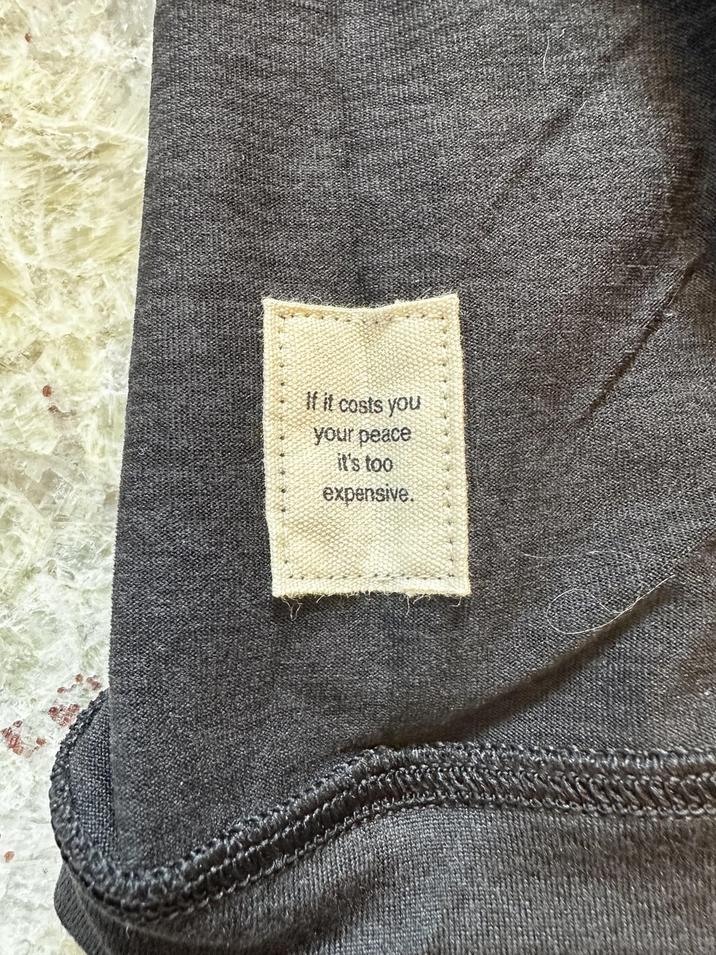 If it costs you
your peace
it's too
expensive.